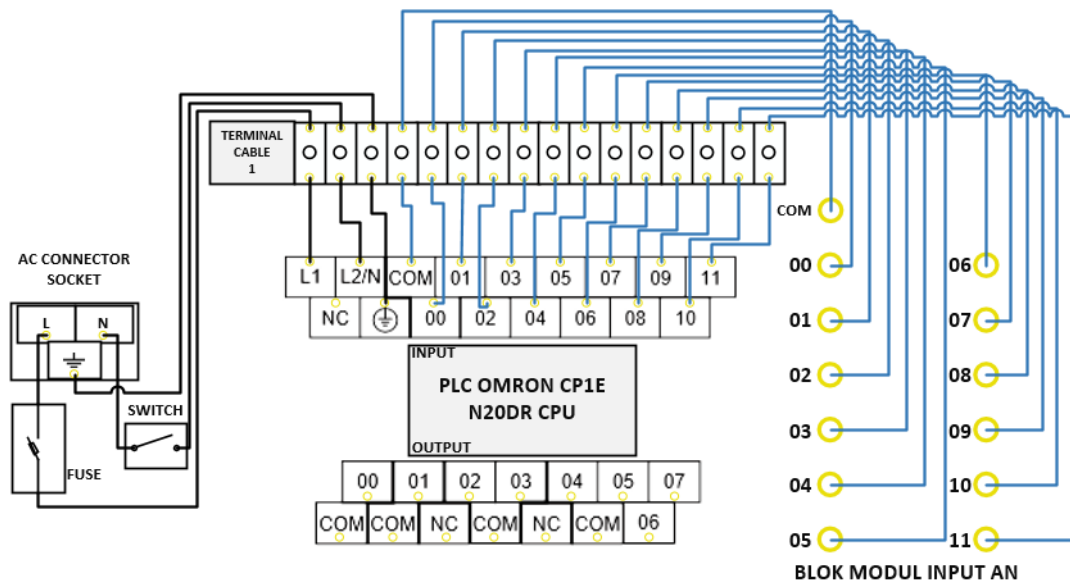 TERMINAL
CABLE
1
COM
AC CONNECTOR
SOCKET
L1 L2/N COM 01 03 05 07 09 11
00 06
NC 00 02 04 06 08 10
L N
01 07
INPUT
PLC OMRON CP1E
N20DR CPU
OUTPUT
02 08
SWITCH
03 09
FUSE
00 01 02 03 04 05 07
04 10
COM COM NC COM NC COM 06
05 11
BLOK MODUL INPUT AN